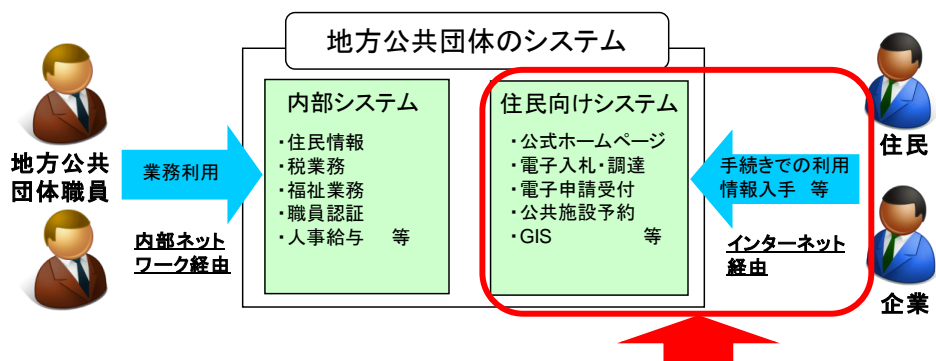 地方公共団体のシステム
内部システム
・住民情報
・税業務
・福祉業務
・職員認証
・人事給与 等
住民向けシステム
・公式ホームページ
・電子入札・調達
・電子申請受付
・公共施設予約
・GIS 等
地方公共
団体職員
業務利用
内部ネット
ワーク経由
手続きでの利用
情報入手 等
インターネット
経由
住民
企業